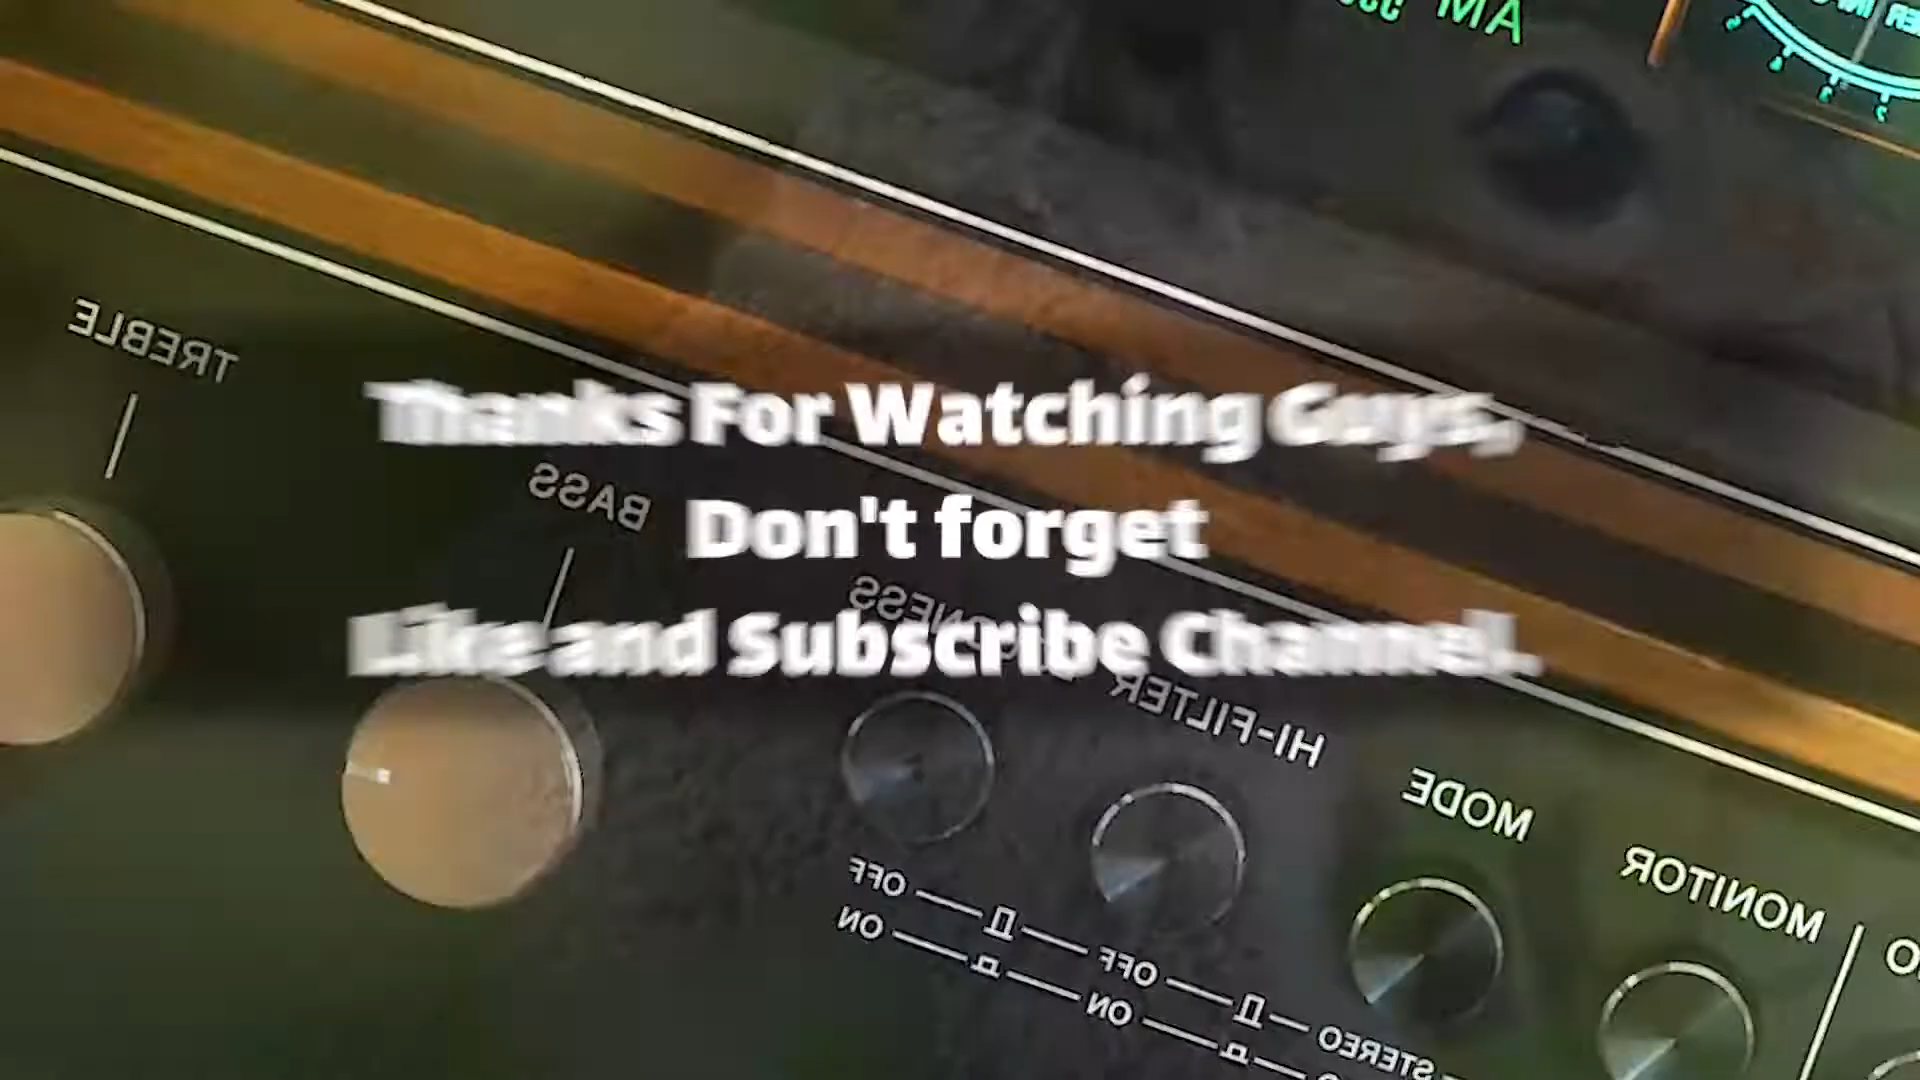 AM
TREBLE
Thanks For Watching Guys,
BASS
Don't forget
Like and Subscribe Channel.
HI-FILTER
MODE
MONITOR
OFF OFF STEREO
ON ON